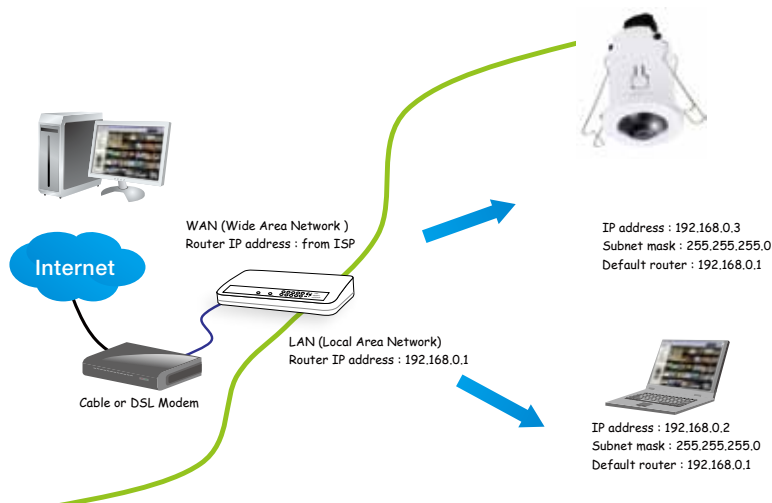 WAN (Wide Area Network )
Router IP address : from ISP
IP address : 192.168.0.3
Subnet mask : 255.255.255.0
Default router : 192.168.0.1
Internet
LAN (Local Area Network)
Router IP address : 192.168.0.1
Cable or DSL Modem
IP address : 192.168.0.2
Subnet mask : 255.255.255.0
Default router : 192.168.0.1